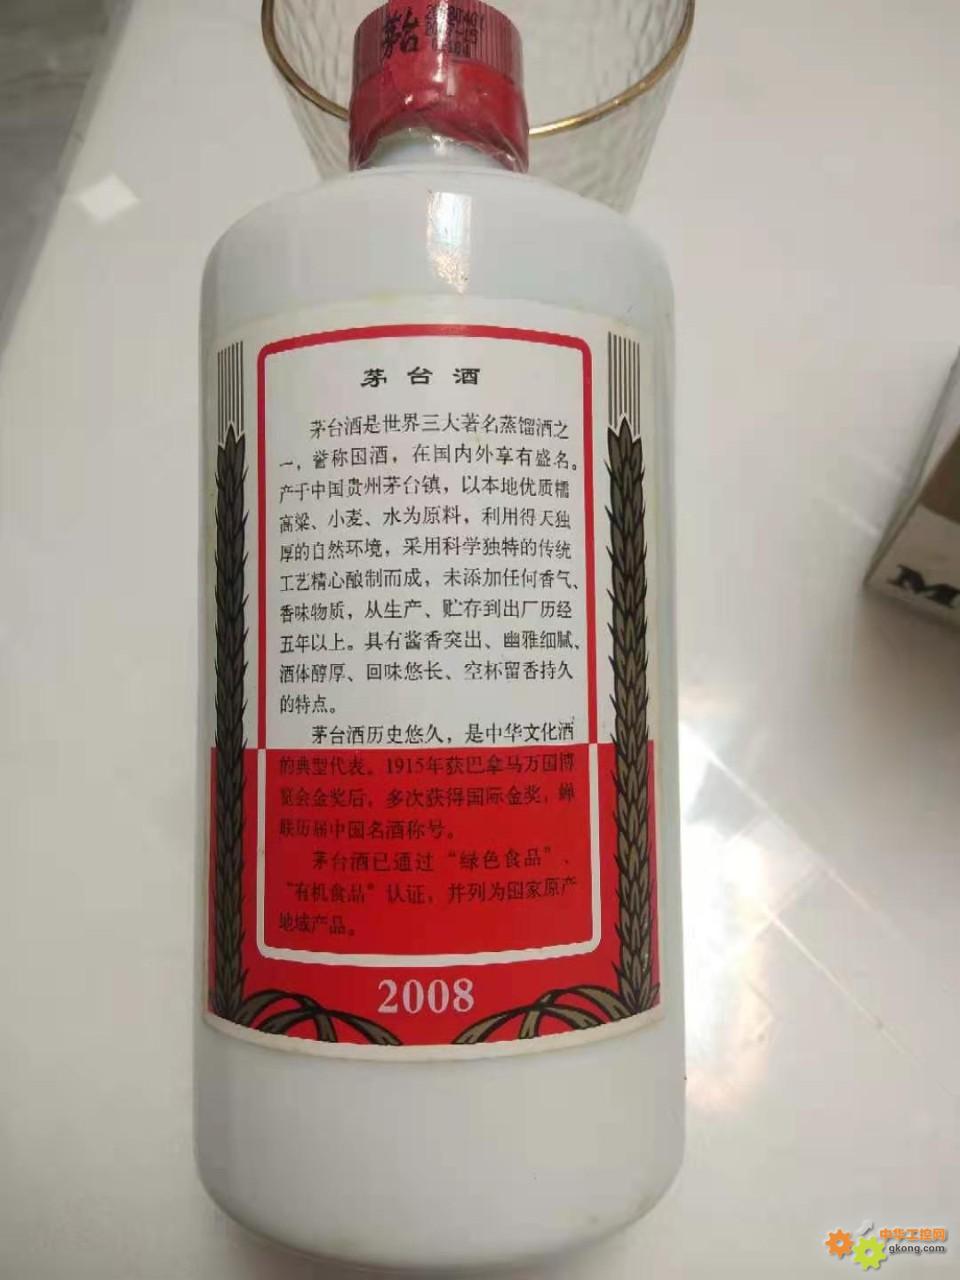 茅台
茅台酒
茅台酒是世界三大著名蒸馏酒之
一，誉称国酒，在国内外享有盛名。
产于中国贵州茅台镇，以本地优质糯
高粱、小麦、水为原料，利用得天独
厚的自然环境，采用科学独特的传统
工艺精心酿制而成，未添加任何香气、
香味物质，从生产、贮存到出厂历经
五年以上。具有酱香突出、幽雅细腻、
酒体醇厚、回味悠长、空杯留香持久
的特点。
茅台酒历史悠久，是中华文化酒
的典型代表。1915年获巴拿马万国博
览会金奖后，多次获得国际金奖，蝉
联历届中国名酒称号。
茅台酒已通过“绿色食品”、
“有机食品”认证，并列为国家原产
地域产品。
2008
中华工控网
gkong.com